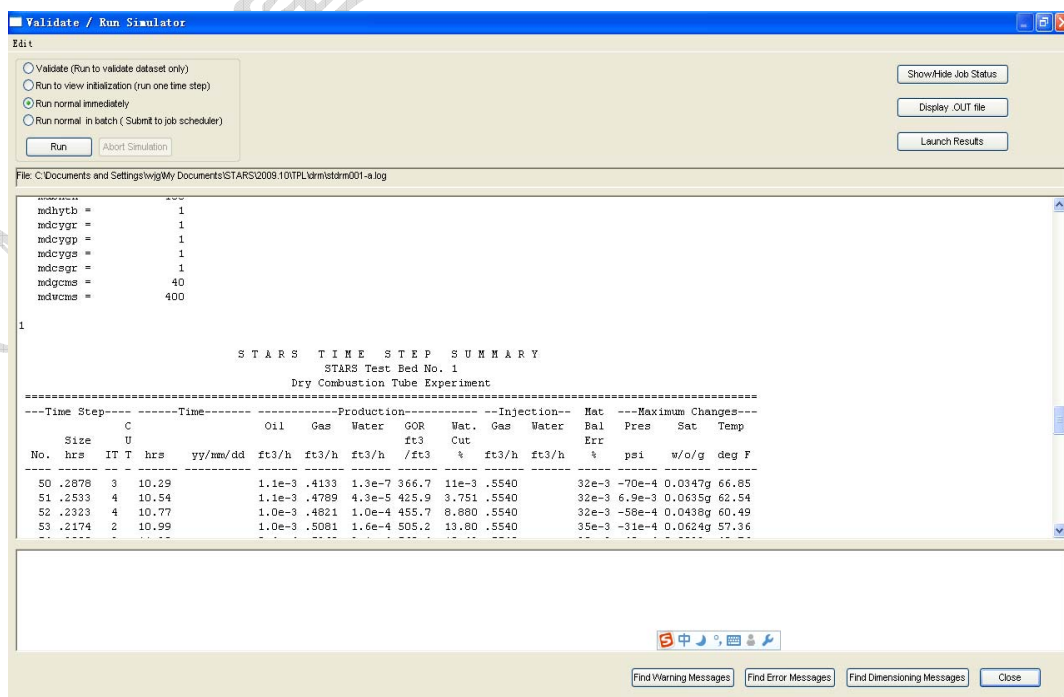 Validate / Run Simulator
Edit
Validate (Run to validate dataset only)
Run to view initialization (run one time step)
Run normal immediately
Run normal in batch ( Submit to job scheduler)
Run Abort Simulation
Show/Hide Job Status
Display .OUT file
Launch Results
File: C:\Documents and Settings\wjg\My Documents\STARS\2009.10\TPL\drm\stdrm001-a.log
mdhytb = 1
mdcygr = 1
mdcygp = 1
mdcygs = 1
mdcsgr = 1
mdgcms = 40
mdwcms = 400
1
S T A R S T I M E S T E P S U M M A R Y
STARS Test Bed No. 1
Dry Combustion Tube Experiment
---Time Step---- ------Time------- ------------Production----------- --Injection-- Mat ---Maximum Changes---
C Oil Gas Water GOR Wat. Gas Water Bal Pres Sat Temp
Size U ft3 Cut Err
No. hrs IT T hrs yy/mm/dd ft3/h ft3/h ft3/h /ft3 % ft3/h ft3/h % psi w/o/g deg F
50 .2878 3 10.29 1.1e-3 .4133 1.3e-7 366.7 11e-3 .5540 32e-3 -70e-4 0.0347g 66.85
51 .2533 4 10.54 1.1e-3 .4789 4.3e-5 425.9 3.751 .5540 32e-3 6.9e-3 0.0635g 62.54
52 .2323 4 10.77 1.0e-3 .4821 1.0e-4 455.7 8.880 .5540 32e-3 -58e-4 0.0438g 60.49
53 .2174 2 10.99 1.0e-3 .5081 1.6e-4 505.2 13.80 .5540 35e-3 -31e-4 0.0624g 57.36
中
Find Warning Messages Find Error Messages Find Dimensioning Messages Close